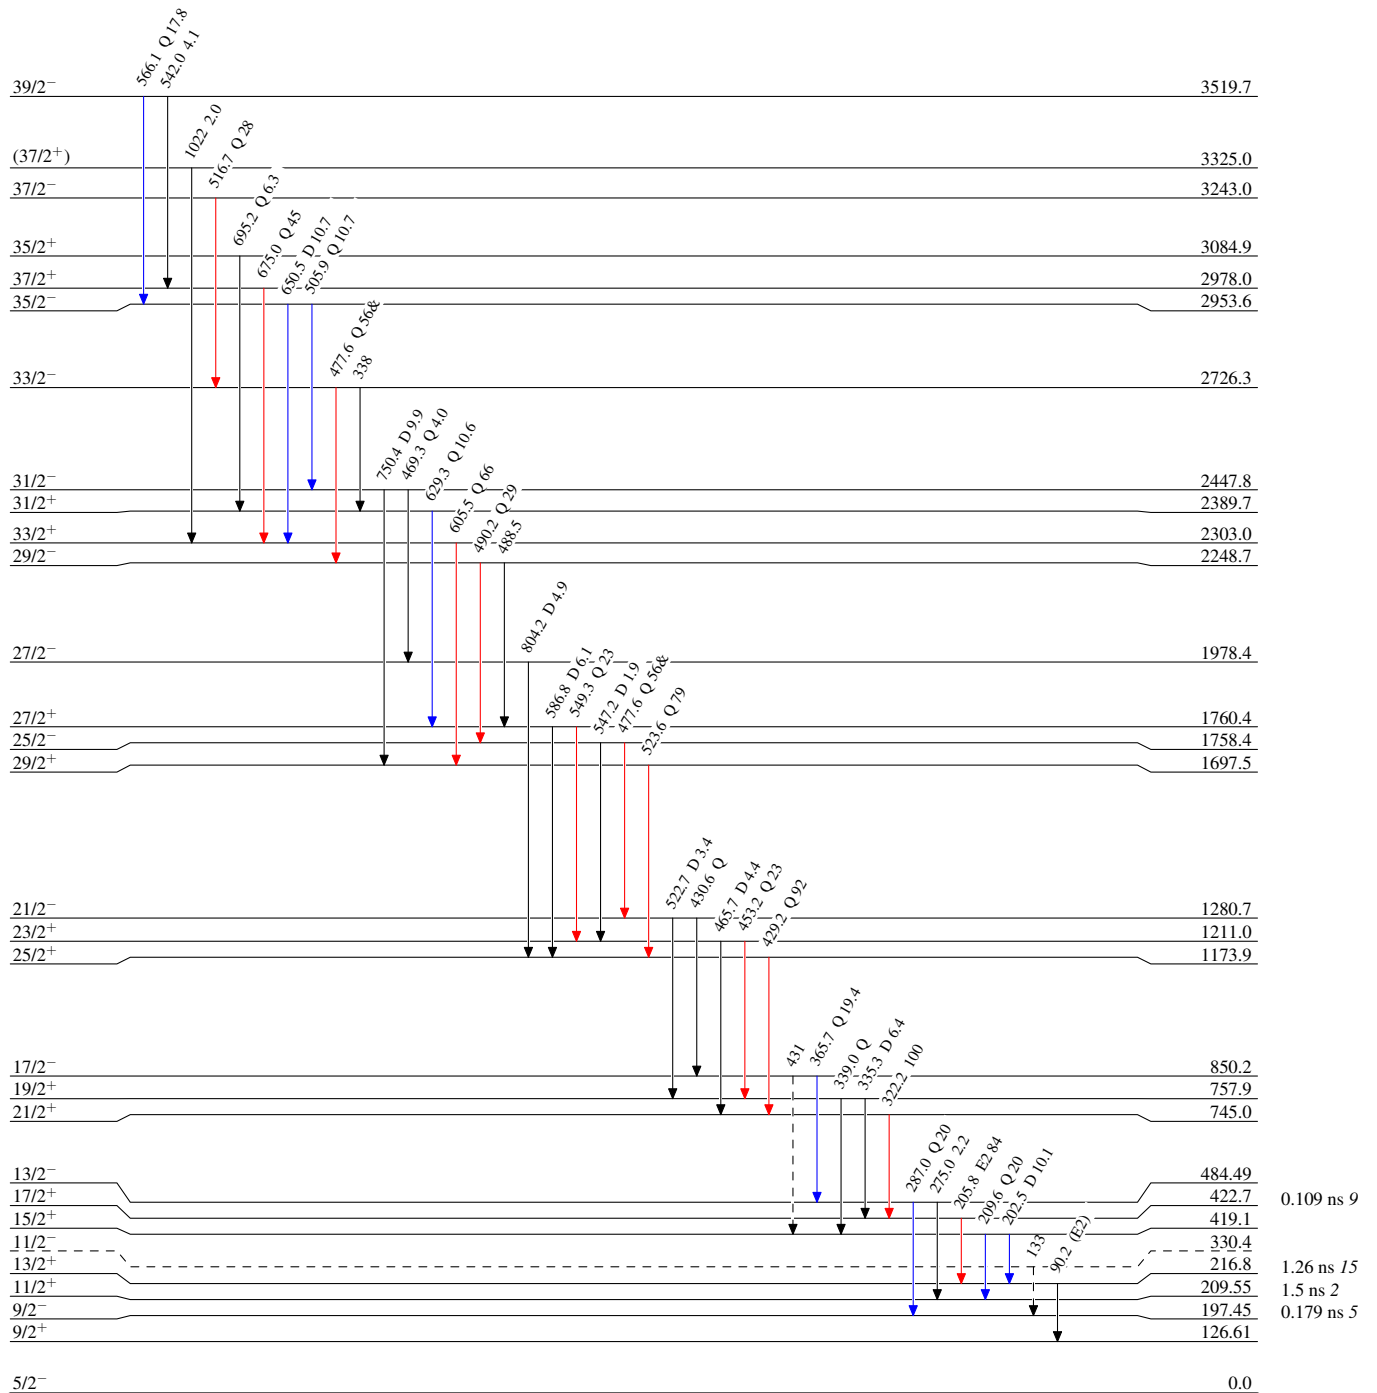 566.1 Q 17.8
542.0 4.1
39/2− 3519.7
1022 2.0
516.7 Q 28
(37/2+) 3325.0
37/2− 3243.0
695.2 Q 6.3
675.0 Q 45
650.5 D 10.7
505.9 Q 10.7
35/2+ 3084.9
37/2+ 2978.0
35/2− 2953.6
477.6 Q 56&
338
33/2− 2726.3
750.4 D 9.9
469.3 Q 4.0
629.3 Q 10.6
605.5 Q 66
490.2 Q 29
488.5
31/2− 2447.8
31/2+ 2389.7
33/2+ 2303.0
29/2− 2248.7
804.2 D 4.9
27/2− 1978.4
586.8 D 6.1
549.3 Q 23
547.2 D 1.9
477.6 Q 56&
523.6 Q 79
27/2+ 1760.4
25/2− 1758.4
29/2+ 1697.5
522.7 D 3.4
430.6 Q
465.7 D 4.4
453.2 Q 23
429.2 Q 92
21/2− 1280.7
23/2+ 1211.0
25/2+ 1173.9
431
365.7 Q 19.4
339.0 Q
335.3 D 6.4
322.2 100
17/2− 850.2
19/2+ 757.9
21/2+ 745.0
287.0 Q 20
275.0 2.2
205.8 E2 84
209.6 Q 20
202.5 D 10.1
133
90.2 (E2)
13/2− 484.49
17/2+ 422.7 0.109 ns 9
15/2+ 419.1
11/2− 330.4
13/2+ 216.8 1.26 ns 15
11/2+ 209.55 1.5 ns 2
9/2− 197.45 0.179 ns 5
9/2+ 126.61
5/2− 0.0